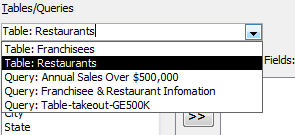 Tables/Queries
Table: Restaurants
Table: Franchisees
Table: Restaurants
Query: Annual Sales Over $500,000
Query: Franchisee & Restaurant Infomation
Query: Table-takeout-GE500K
Fields:
City
State
>>